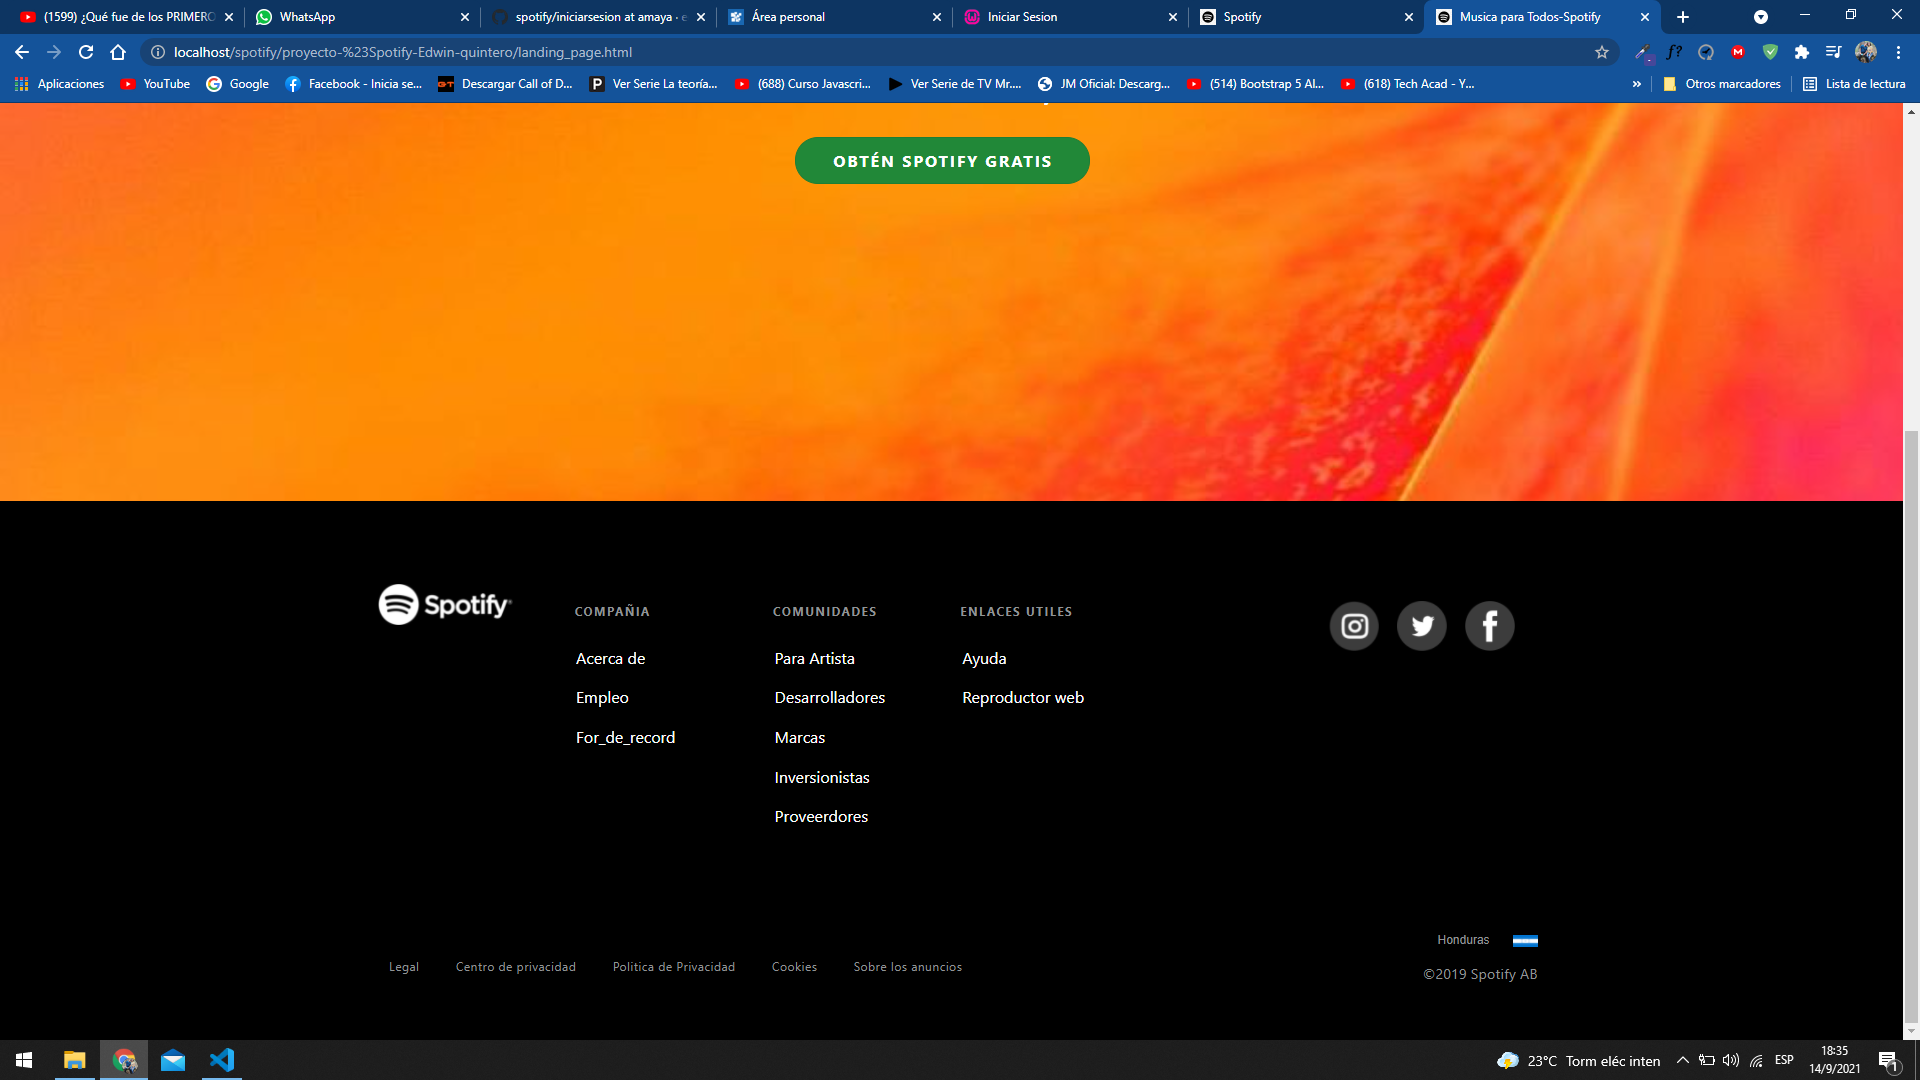 (1599) ¿Qué fue de los PRIMERO
WhatsApp
spotify/iniciarsesion at amaya · e
Área personal
Iniciar Sesion
Spotify
Musica para Todos-Spotify
localhost/spotify/proyecto-%23Spotify-Edwin-quintero/landing_page.html
Aplicaciones
YouTube
Google
Facebook - Inicia se...
Descargar Call of D...
Ver Serie La teoría...
(688) Curso Javascri...
Ver Serie de TV Mr....
JM Oficial: Descarg...
(514) Bootstrap 5 Al...
(618) Tech Acad - Y...
»
Otros marcadores
Lista de lectura
OBTÉN SPOTIFY GRATIS
Spotify
COMPAÑIA
Acerca de
Empleo
For_de_record
COMUNIDADES
Para Artista
Desarrolladores
Marcas
Inversionistas
Proveedores
ENLACES UTILES
Ayuda
Reproductor web
Honduras
Legal
Centro de privacidad
Politica de Privacidad
Cookies
Sobre los anuncios
©2019 Spotify AB
23°C Torm eléc inten
ESP
18:35
14/9/2021
1